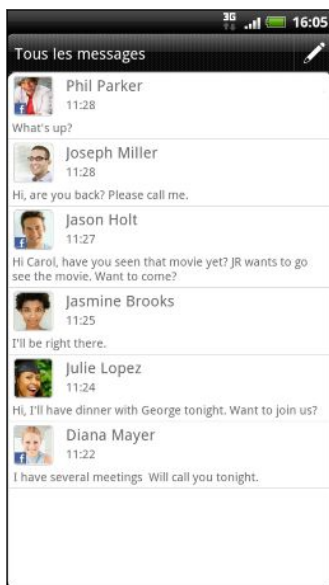 3G 16:05
Tous les messages
Phil Parker
11:28
What's up?
Joseph Miller
11:28
Hi, are you back? Please call me.
Jason Holt
11:27
Hi Carol, have you seen that movie yet? JR wants to go
see the movie. Want to come?
Jasmine Brooks
11:25
I'll be right there.
Julie Lopez
11:24
Hi, I'll have dinner with George tonight. Want to join us?
Diana Mayer
11:22
I have several meetings  Will call you tonight.